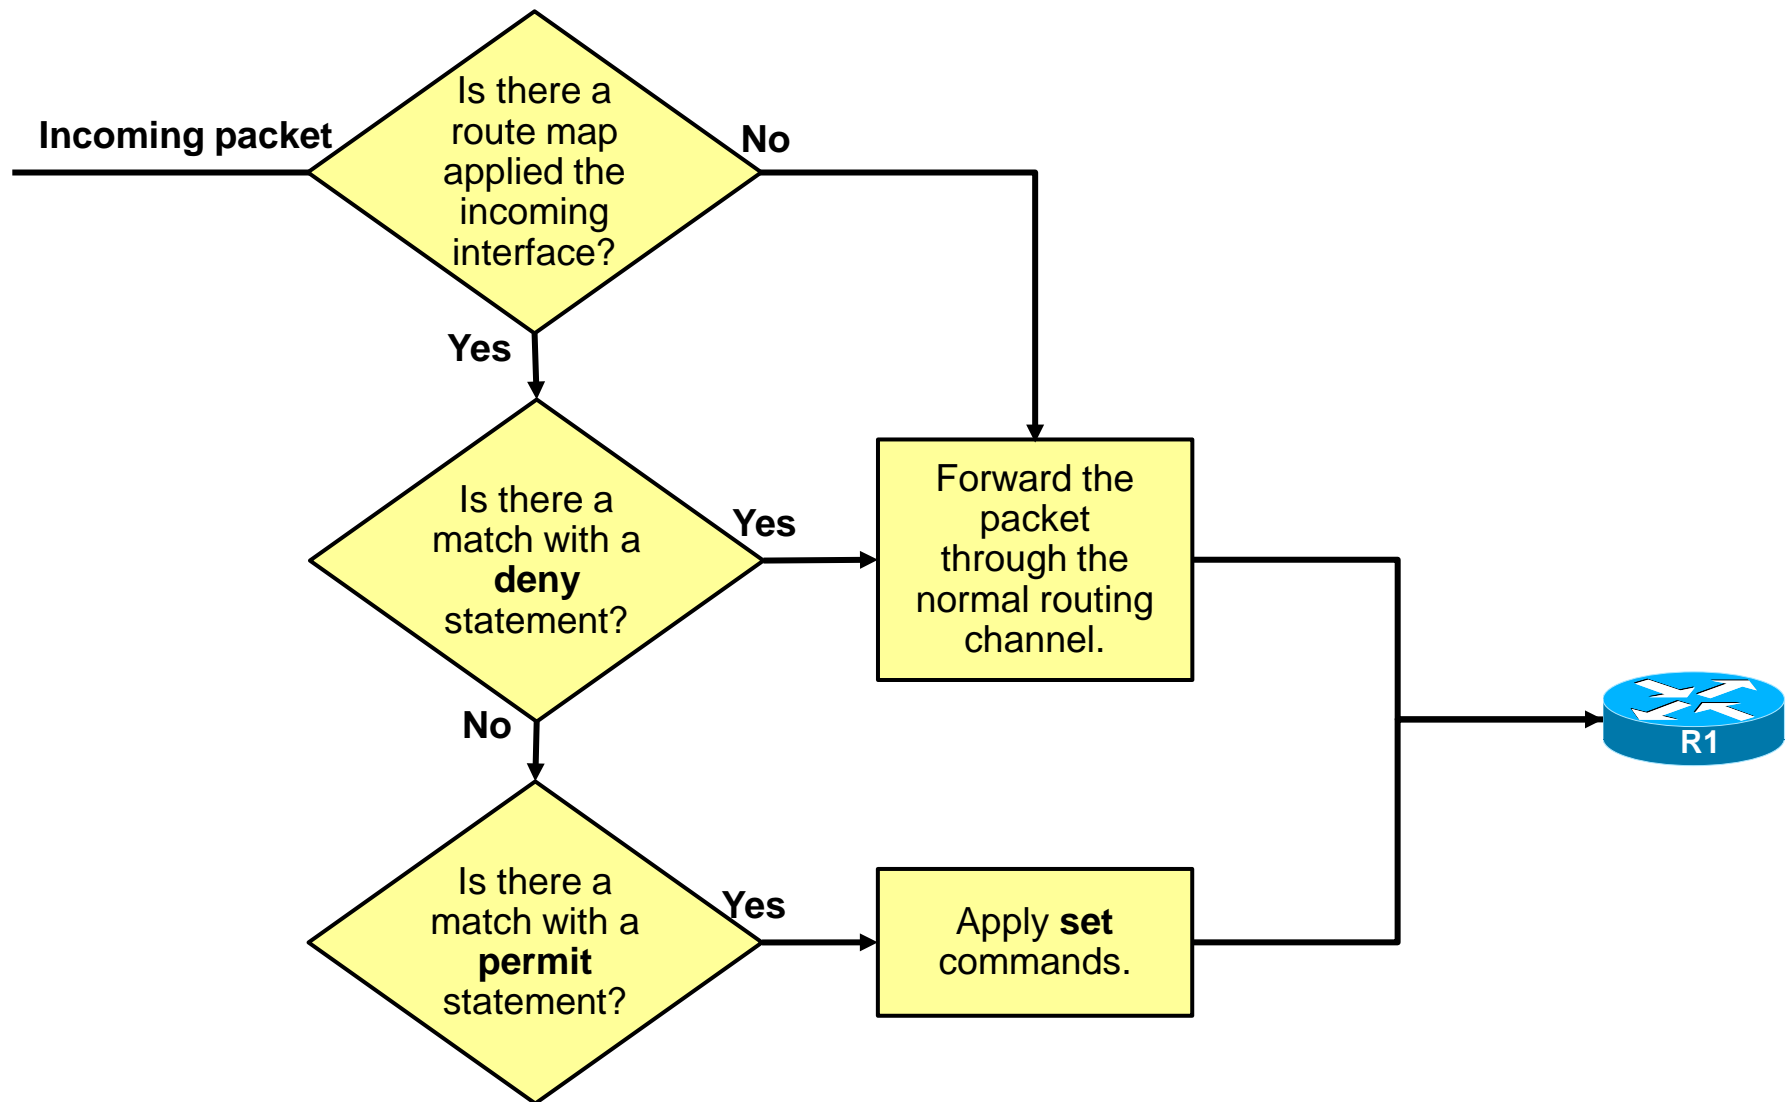 Incoming packet
Is there a
route map
applied the
incoming
interface?
No
Yes
Is there a
match with a
deny
statement?
Yes
Forward the
packet
through the
normal routing
channel.
No
R1
Is there a
match with a
permit
statement?
Yes
Apply set
commands.